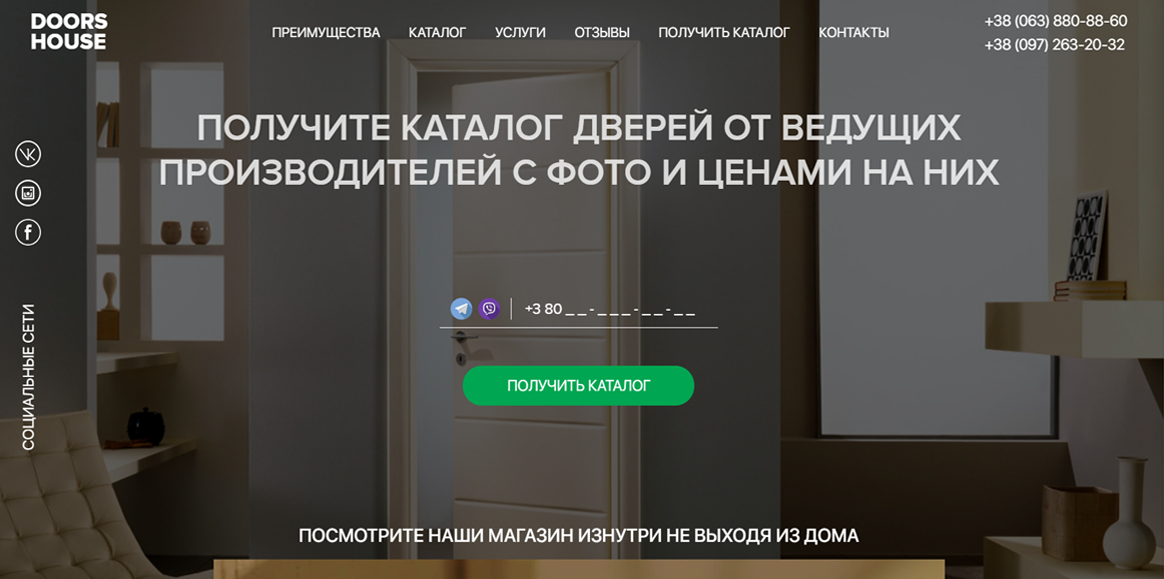 DOORS
HOUSE
ПРЕИМУЩЕСТВА КАТАЛОГ УСЛУГИ ОТЗЫВЫ ПОЛУЧИТЬ КАТАЛОГ КОНТАКТЫ
+38 (063) 880-88-60
+38 (097) 263-20-32
ПОЛУЧИТЕ КАТАЛОГ ДВЕРЕЙ ОТ ВЕДУЩИХ
ПРОИЗВОДИТЕЛЕЙ С ФОТО И ЦЕНАМИ НА НИХ
СОЦИАЛЬНЫЕ СЕТИ
+3 80 _ _ - _ _ _ - _ _ - _ _
ПОЛУЧИТЬ КАТАЛОГ
ПОСМОТРИТЕ НАШИ МАГАЗИН ИЗНУТРИ НЕ ВЫХОДЯ ИЗ ДОМА